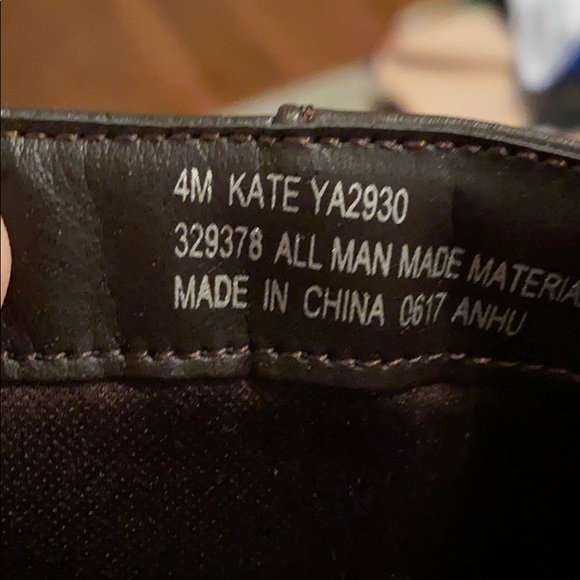 4M KATE YA2930
329378 ALL MAN MADE MATERIA
MADE IN CHINA 0617 ANHU